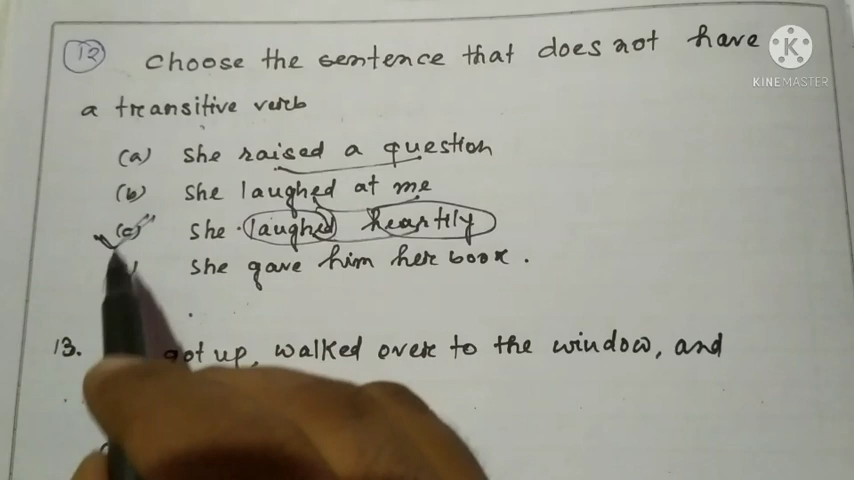 12 Choose the sentence that does not have
K
KINEMASTER
a transitive verb
(a) She raised a question
(b) She laughed at me
(c) She laughed heartily
She gave him her book.
13. got up, walked over to the window, and